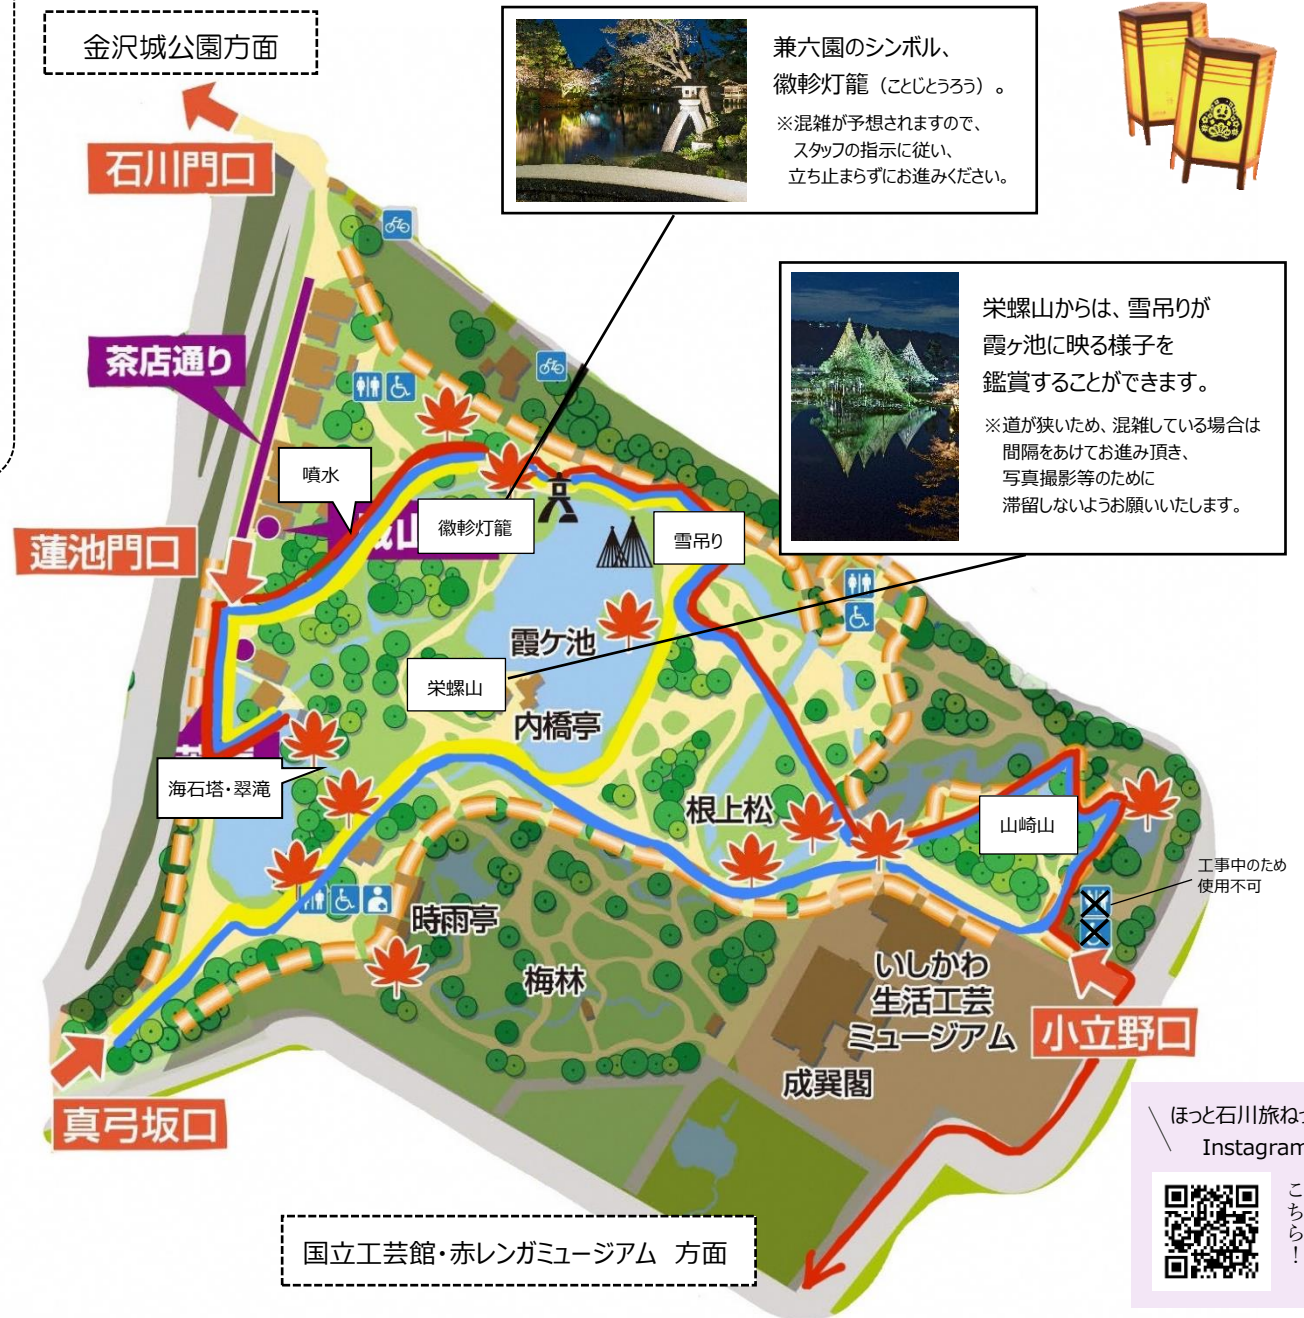 金沢城公園方面
兼六園のシンボル、
徽軫灯籠（ことじとうろう）。
※混雑が予想されますので、
スタッフの指示に従い、
立ち止まらずにお進みください。
石川門口
栄螺山からは、雪吊りが
霞ヶ池に映る様子を
鑑賞することができます。
※道が狭いため、混雑している場合は
間隔をあけてお進み頂き、
写真撮影等のために
滞留しないようお願いいたします。
茶店通り
噴水
徽軫灯籠
雪吊り
蓮池門口
霞ケ池
栄螺山
内橋亭
海石塔・翠滝
根上松
山崎山
工事中のため
使用不可
時雨亭
梅林
いしかわ
生活工芸
ミュージアム
成巽閣
小立野口
真弓坂口
国立工芸館・赤レンガミュージアム 方面
ほっと石川旅ね
Instagram
こちら！